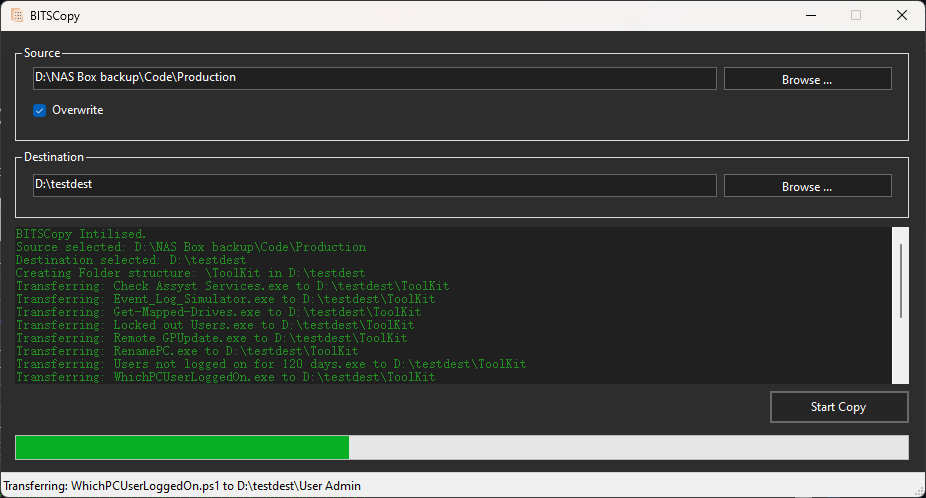 BITSCopy
Source
D:\NAS Box backup\Code\Production
Browse ...
Overwrite
Destination
D:\testdest
Browse ...
BITSCopy Intilised.
Source selected: D:\NAS Box backup\Code\Production
Destination selected: D:\testdest
Creating Folder structure: \ToolKit in D:\testdest
Transferring: Check Assyst Services.exe to D:\testdest\ToolKit
Transferring: Event_Log_Simulator.exe to D:\testdest\ToolKit
Transferring: Get-Mapped-Drives.exe to D:\testdest\ToolKit
Transferring: Locked out Users.exe to D:\testdest\ToolKit
Transferring: Remote GPUpdate.exe to D:\testdest\ToolKit
Transferring: RenamePC.exe to D:\testdest\ToolKit
Transferring: Users not logged on for 120 days.exe to D:\testdest\ToolKit
Transferring: WhichPCUserLoggedOn.exe to D:\testdest\ToolKit
Start Copy
Transferring: WhichPCUserLoggedOn.ps1 to D:\testdest\User Admin